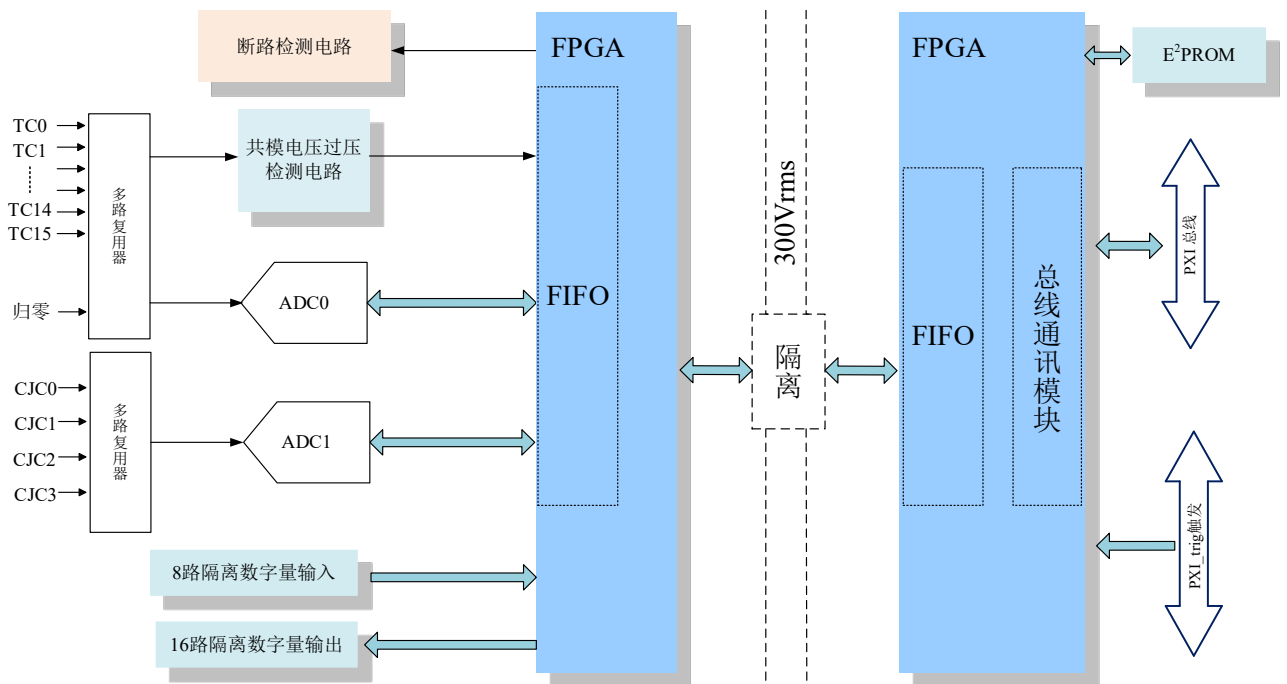 断路检测电路
FPGA
TC0
TC1
TC14
TC15
归零
多路复用器
共模电压过压
检测电路
ADC0
FIFO
CJC0
CJC1
CJC2
CJC3
多路复用器
ADC1
8路隔离数字量输入
16路隔离数字量输出
300Vrms
隔离
FPGA
FIFO
总线通讯模块
E²PROM
PXI 总线
PXI_trig触发